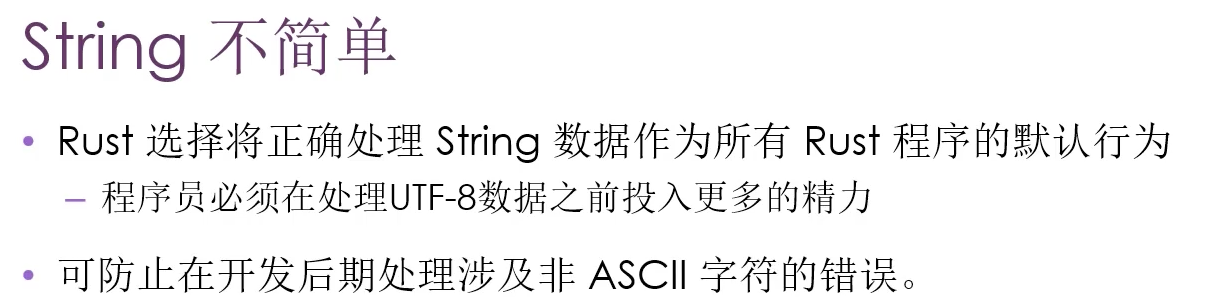 String 不简单
• Rust 选择将正确处理 String 数据作为所有 Rust 程序的默认行为
– 程序员必须在处理UTF-8数据之前投入更多的精力
• 可防止在开发后期处理涉及非 ASCII 字符的错误。